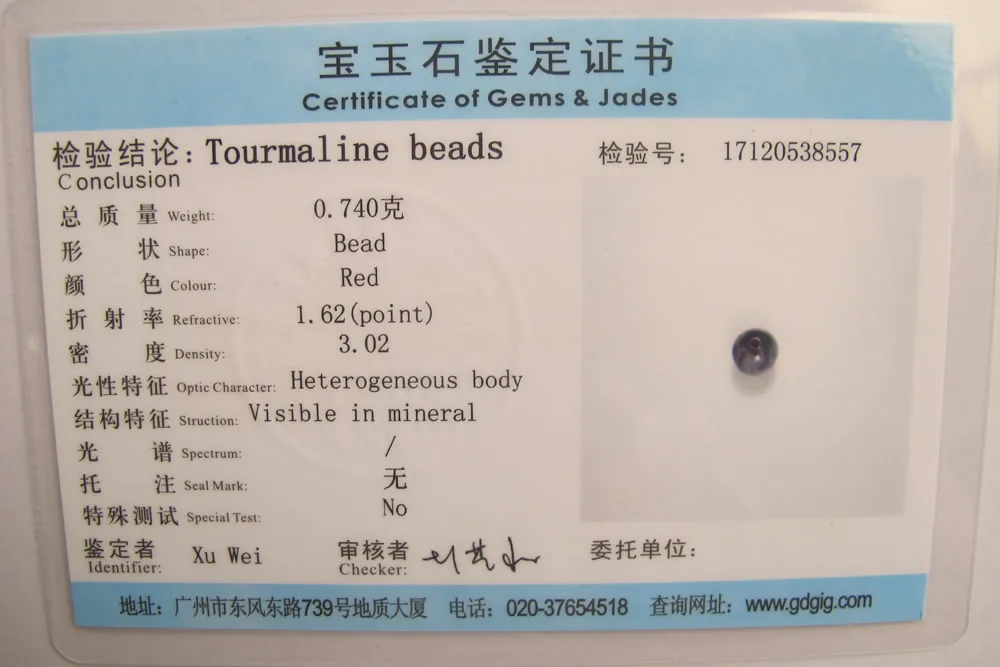 宝玉石鉴定证书
Certificate of Gems & Jades
检验结论: Tourmaline beads
Conclusion
检验号: 17120538557
总质量 Weight: 0.740克
形状 Shape: Bead
颜色 Colour: Red
折射率 Refractive: 1.62(point)
密度 Density: 3.02
光性特征 Optic Character: Heterogeneous body
结构特征 Struction: Visible in mineral
光谱 Spectrum: /
托注 Seal Mark: 无
特殊测试 Special Test: No
鉴定者 Xu Wei
Identifier:
审核者
Checker:
委托单位:
地址: 广州市东风东路739号地质大厦 电话: 020-37654518 查询网址: www.gdgig.com